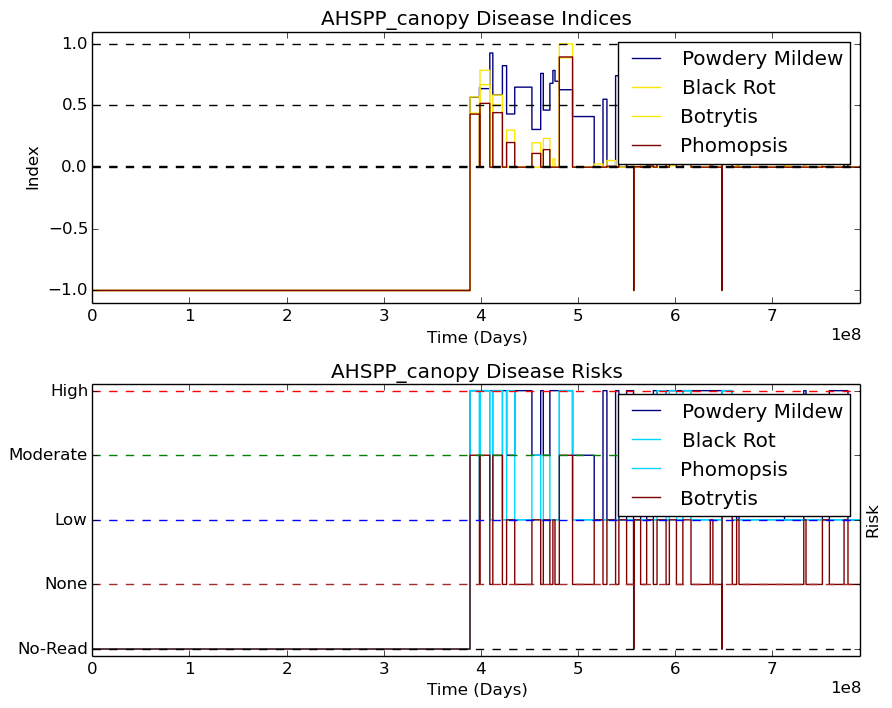 AHSPP_canopy Disease Indices
1.0
0.5
0.0
−0.5
−1.0
Index
Powdery Mildew
Black Rot
Botrytis
Phomopsis
0 1 2 3 4 5 6 7
1e8
Time (Days)
AHSPP_canopy Disease Risks
High
Moderate
Low
None
No-Read
Powdery Mildew
Black Rot
Phomopsis
Botrytis
Risk
0 1 2 3 4 5 6 7
1e8
Time (Days)